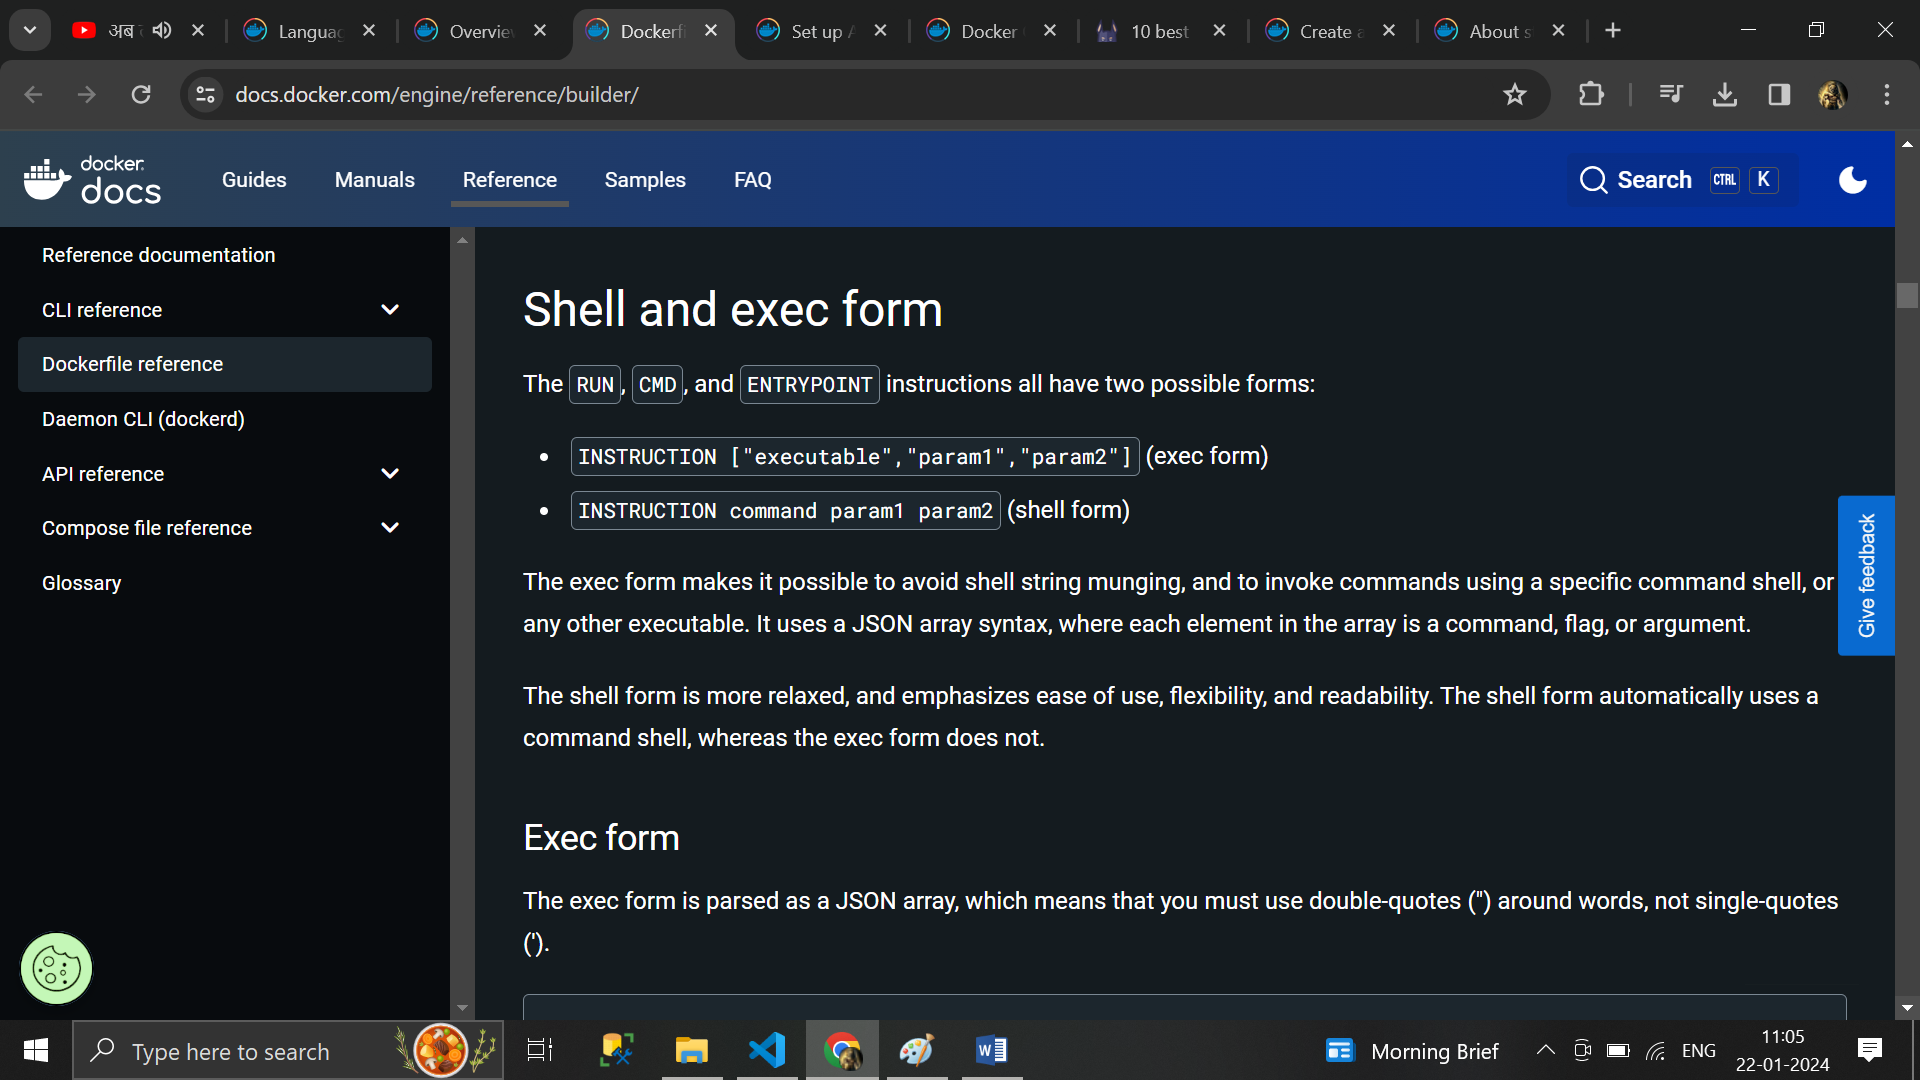 अब
Languag
Overview
Dockerfi
Set up A
Docker
10 best
Create a
About s
docs.docker.com/engine/reference/builder/
docker
docs
Guides
Manuals
Reference
Samples
FAQ
Search
CTRL
K
Reference documentation
CLI reference
Dockerfile reference
Daemon CLI (dockerd)
API reference
Compose file reference
Glossary
Shell and exec form
The RUN, CMD, and ENTRYPOINT instructions all have two possible forms:
• INSTRUCTION ["executable","param1","param2"] (exec form)
• INSTRUCTION command param1 param2 (shell form)
The exec form makes it possible to avoid shell string munging, and to invoke commands using a specific command shell, or
any other executable. It uses a JSON array syntax, where each element in the array is a command, flag, or argument.
The shell form is more relaxed, and emphasizes ease of use, flexibility, and readability. The shell form automatically uses a
command shell, whereas the exec form does not.
Exec form
The exec form is parsed as a JSON array, which means that you must use double-quotes (") around words, not single-quotes
(').
Give feedback
Type here to search
Morning Brief
ENG
11:05
22-01-2024